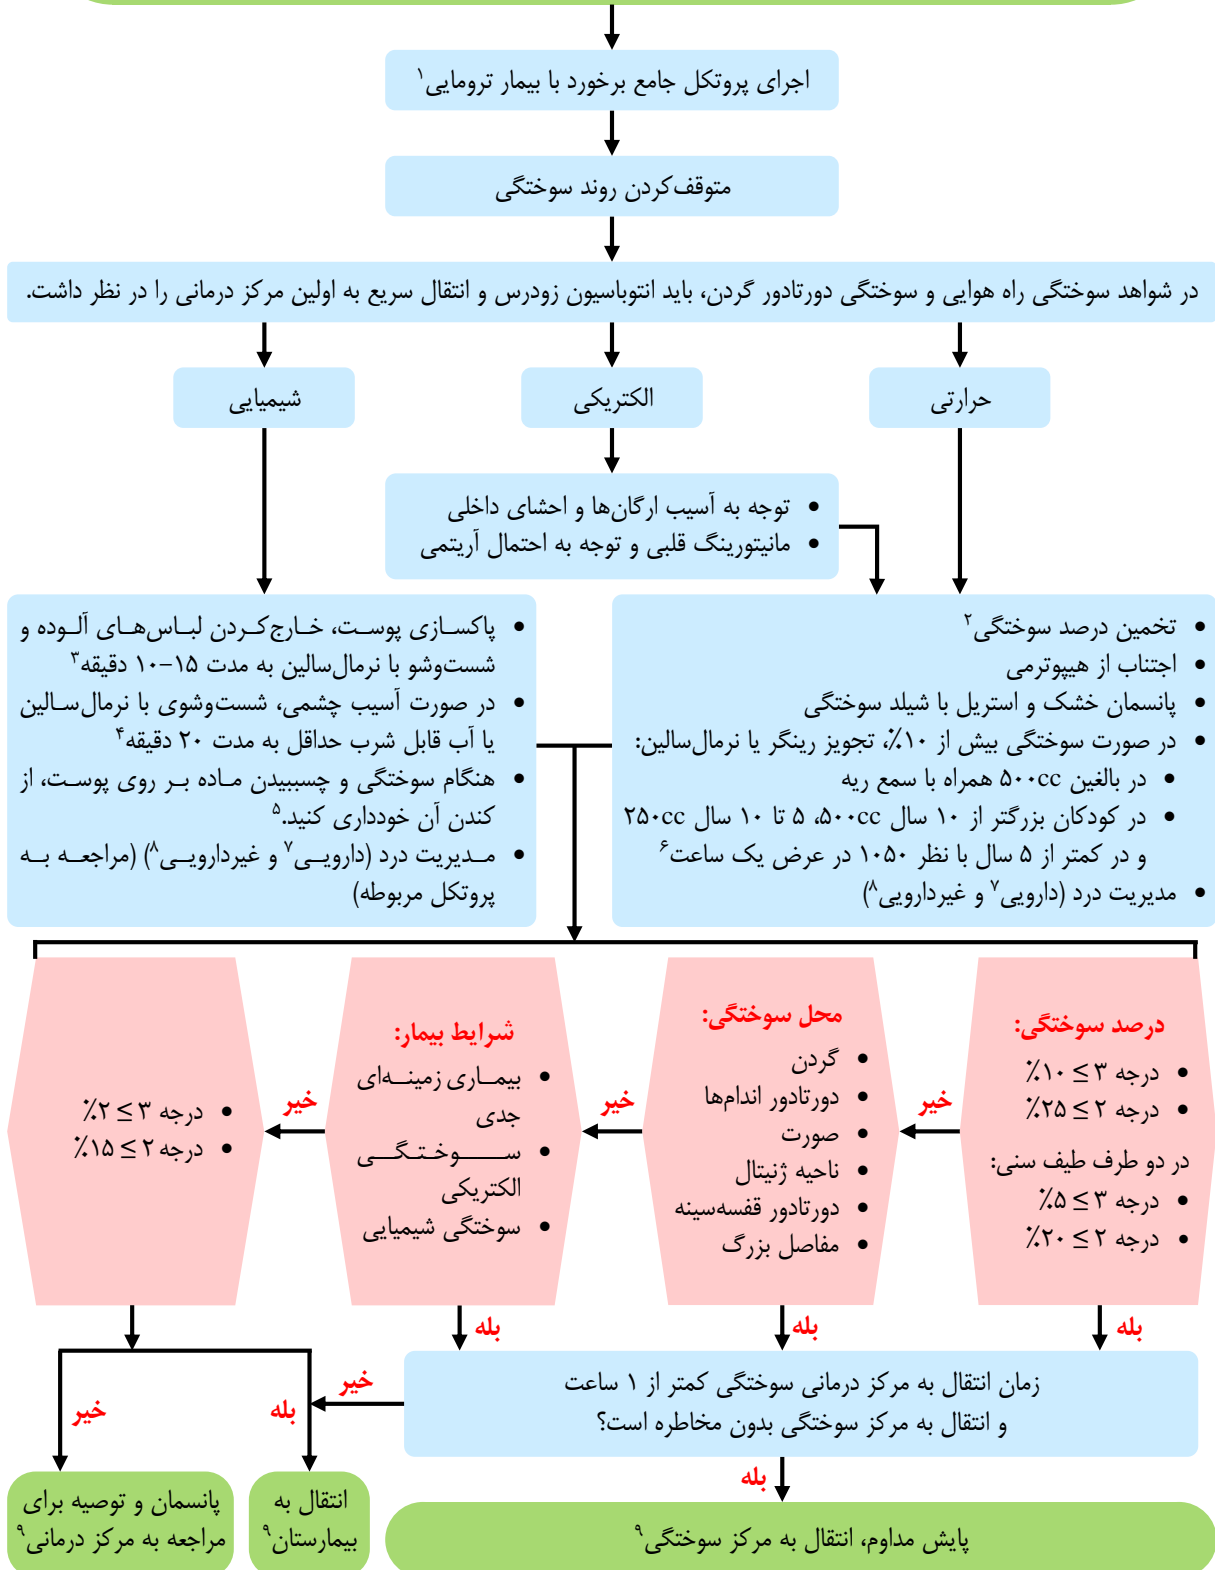 اجرای پروتکل جامع برخورد با بیمار ترومایی۱
متوقف‌کردن روند سوختگی
در شواهد سوختگی راه هوایی و سوختگی دورتادور گردن، باید انتوباسیون زودرس و انتقال سریع به اولین مرکز درمانی را در نظر داشت.
حرارتی
الکتریکی
شیمیایی
• توجه به آسیب ارگان‌ها و احشای داخلی
• مانیتورینگ قلبی و توجه به احتمال آریتمی
• تخمین درصد سوختگی۲
• اجتناب از هیپوترمی
• پانسمان خشک و استریل با شیلد سوختگی
• در صورت سوختگی بیش از ۱۰٪، تجویز رینگر یا نرمال‌سالین:
• در بالغین ۵۰۰cc همراه با سمع ریه
• در کودکان بزرگتر از ۱۰ سال ۵۰۰cc، ۵ تا ۱۰ سال ۲۵۰cc
و در کمتر از ۵ سال با نظر ۱۰۵۰ در عرض یک ساعت۶
• مدیریت درد (دارویی۷ و غیردارویی۸)
• پاکسازی پوست، خارج‌کردن لباس‌های آلوده و
شست‌وشو با نرمال‌سالین به مدت ۱۵-۱۰ دقیقه۳
• در صورت آسیب چشمی، شست‌وشوی با نرمال‌سالین
یا آب قابل شرب حداقل به مدت ۲۰ دقیقه۴
• هنگام سوختگی و چسبیدن ماده بر روی پوست، از
کندن آن خودداری کنید.۵
• مدیریت درد (دارویی۷ و غیردارویی۸) (مراجعه به
پروتکل مربوطه)
درصد سوختگی:
• درجه ۳ ≥ ۱۰٪
• درجه ۲ ≥ ۲۵٪
در دو طرف طیف سنی:
• درجه ۳ ≥ ۵٪
• درجه ۲ ≥ ۲۰٪
خیر
محل سوختگی:
• گردن
• دورتادور اندام‌ها
• صورت
• ناحیه ژنیتال
• دورتادور قفسه‌سینه
• مفاصل بزرگ
خیر
شرایط بیمار:
• بیماری زمینه‌ای
جدی
• سوختگی
الکتریکی
• سوختگی شیمیایی
خیر
• درجه ۳ ≥ ۲٪
• درجه ۲ ≥ ۱۵٪
بله
بله
بله
زمان انتقال به مرکز درمانی سوختگی کمتر از ۱ ساعت
و انتقال به مرکز سوختگی بدون مخاطره است؟
خیر
بله
خیر
بله
پایش مداوم، انتقال به مرکز سوختگی۹
انتقال به
بیمارستان۹
پانسمان و توصیه برای
مراجعه به مرکز درمانی۹